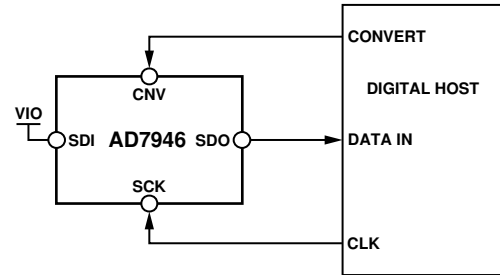 CONVERT
CNV
DIGITAL HOST
VIO
SDI AD7946 SDO
DATA IN
SCK
CLK